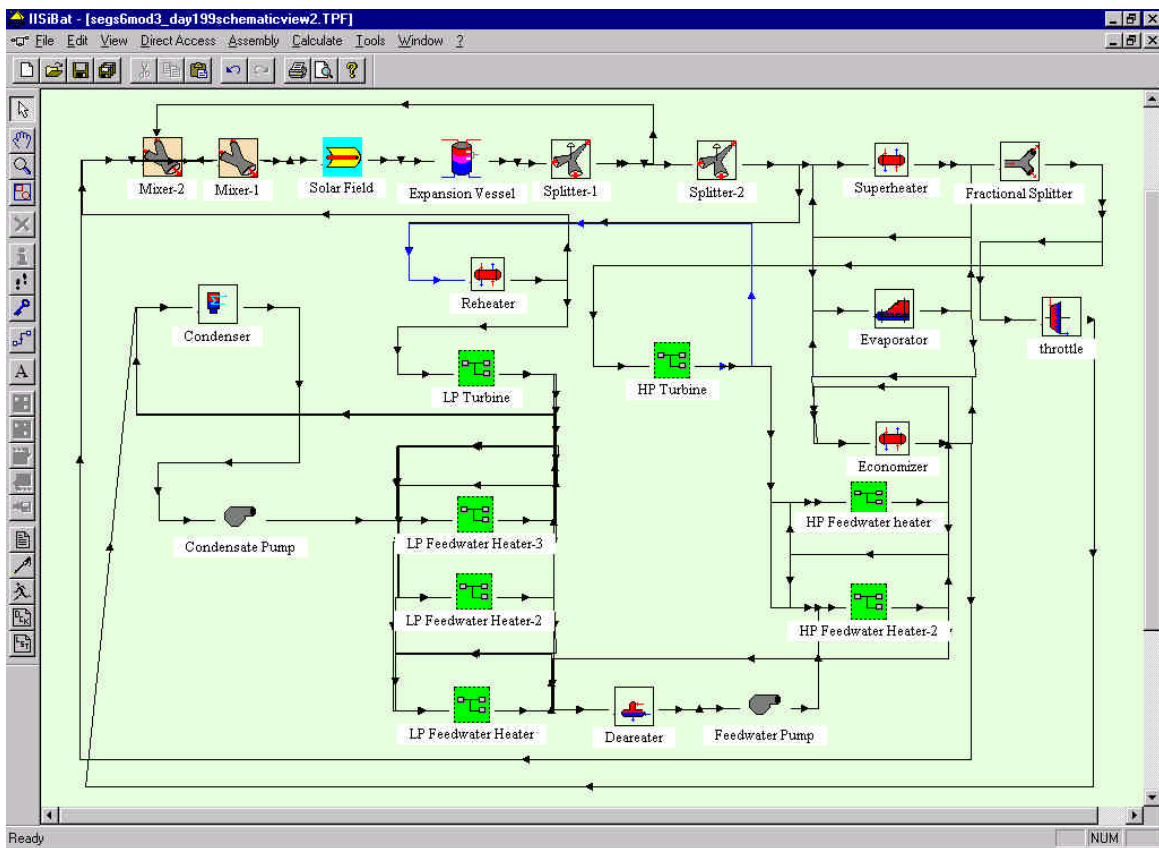 IISiBat - [segs6mod3_day199schematicview2.TPF]
File Edit View Direct Access Assembly Calculate Tools Window ?
Mixer-2
Mixer-1
Solar Field
Expansion Vessel
Splitter-1
Splitter-2
Superheater
Fractional Splitter
Reheater
Condenser
Evaporator
throttle
LP Turbine
HP Turbine
Economizer
HP Feedwater heater
Condensate Pump
LP Feedwater Heater-3
LP Feedwater Heater-2
HP Feedwater Heater-2
LP Feedwater Heater
Deareater
Feedwater Pump
A
Ready
NUM